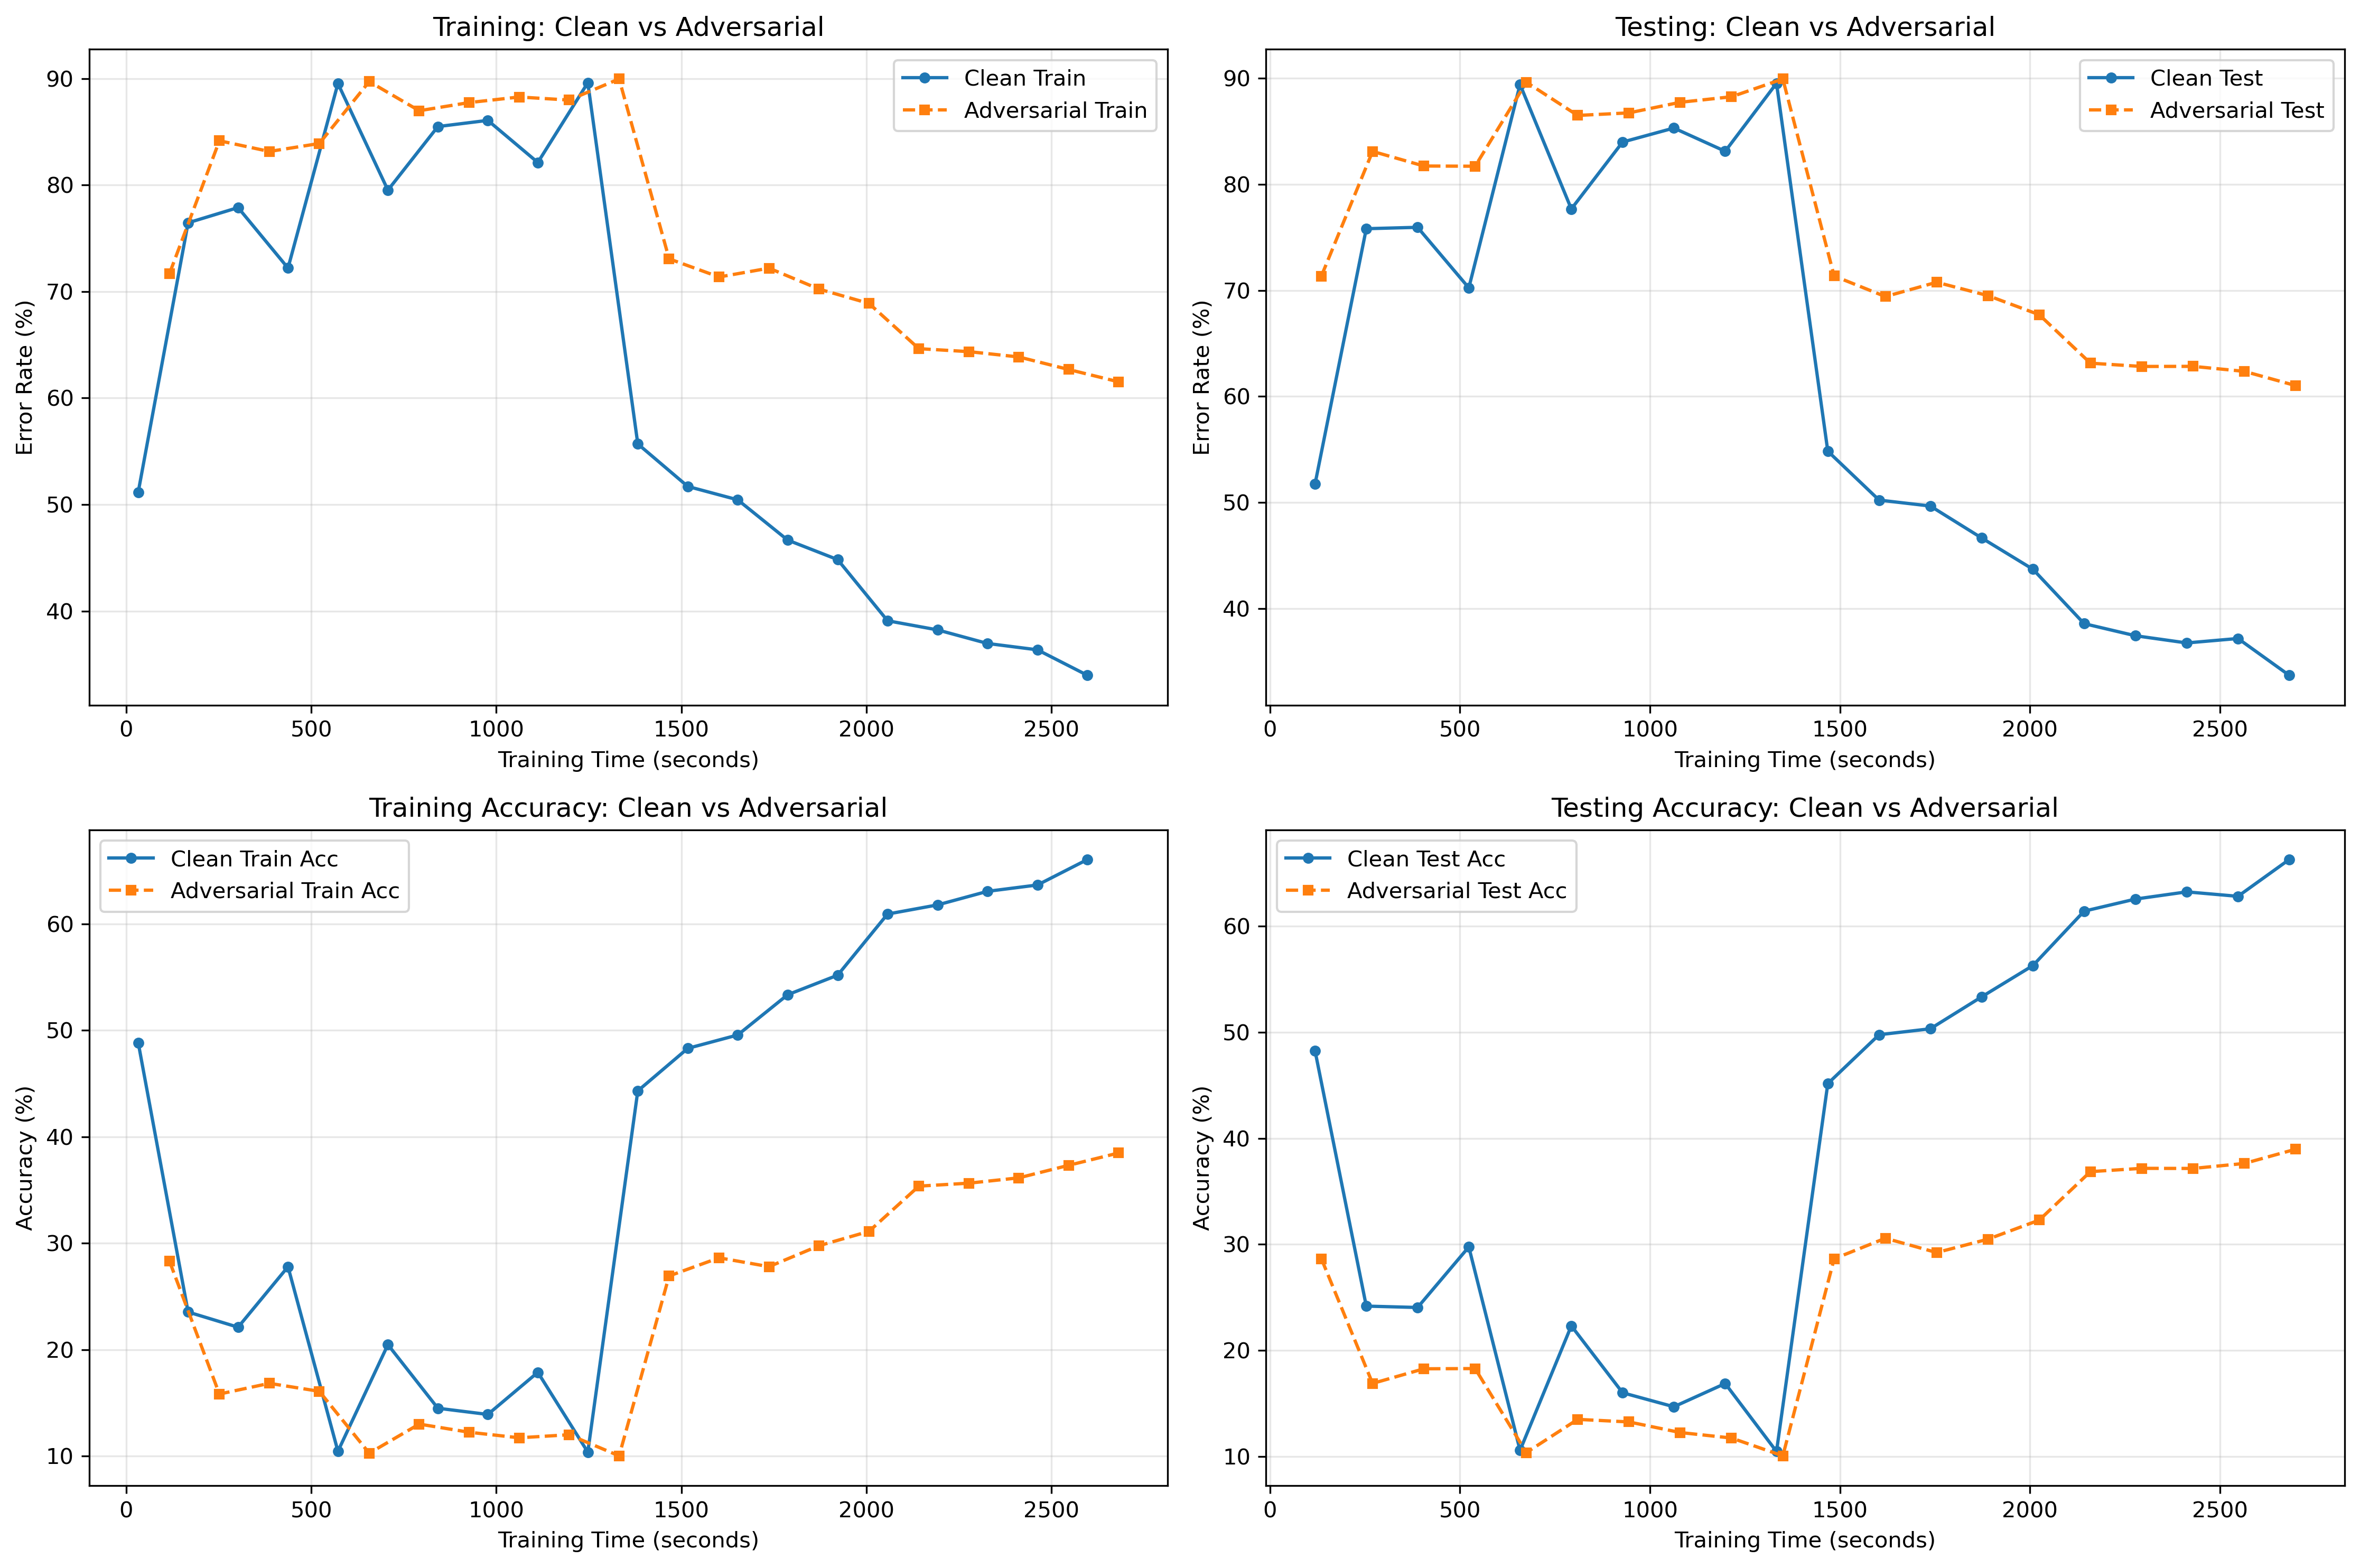 Training: Clean vs Adversarial
Clean Train
Adversarial Train
90
80
70
60
50
40
Error Rate (%)
0 500 1000 1500 2000 2500
Training Time (seconds)
Testing: Clean vs Adversarial
Clean Test
Adversarial Test
90
80
70
60
50
40
Error Rate (%)
0 500 1000 1500 2000 2500
Training Time (seconds)
Training Accuracy: Clean vs Adversarial
Clean Train Acc
Adversarial Train Acc
60
50
40
30
20
10
Accuracy (%)
0 500 1000 1500 2000 2500
Training Time (seconds)
Testing Accuracy: Clean vs Adversarial
Clean Test Acc
Adversarial Test Acc
60
50
40
30
20
10
Accuracy (%)
0 500 1000 1500 2000 2500
Training Time (seconds)